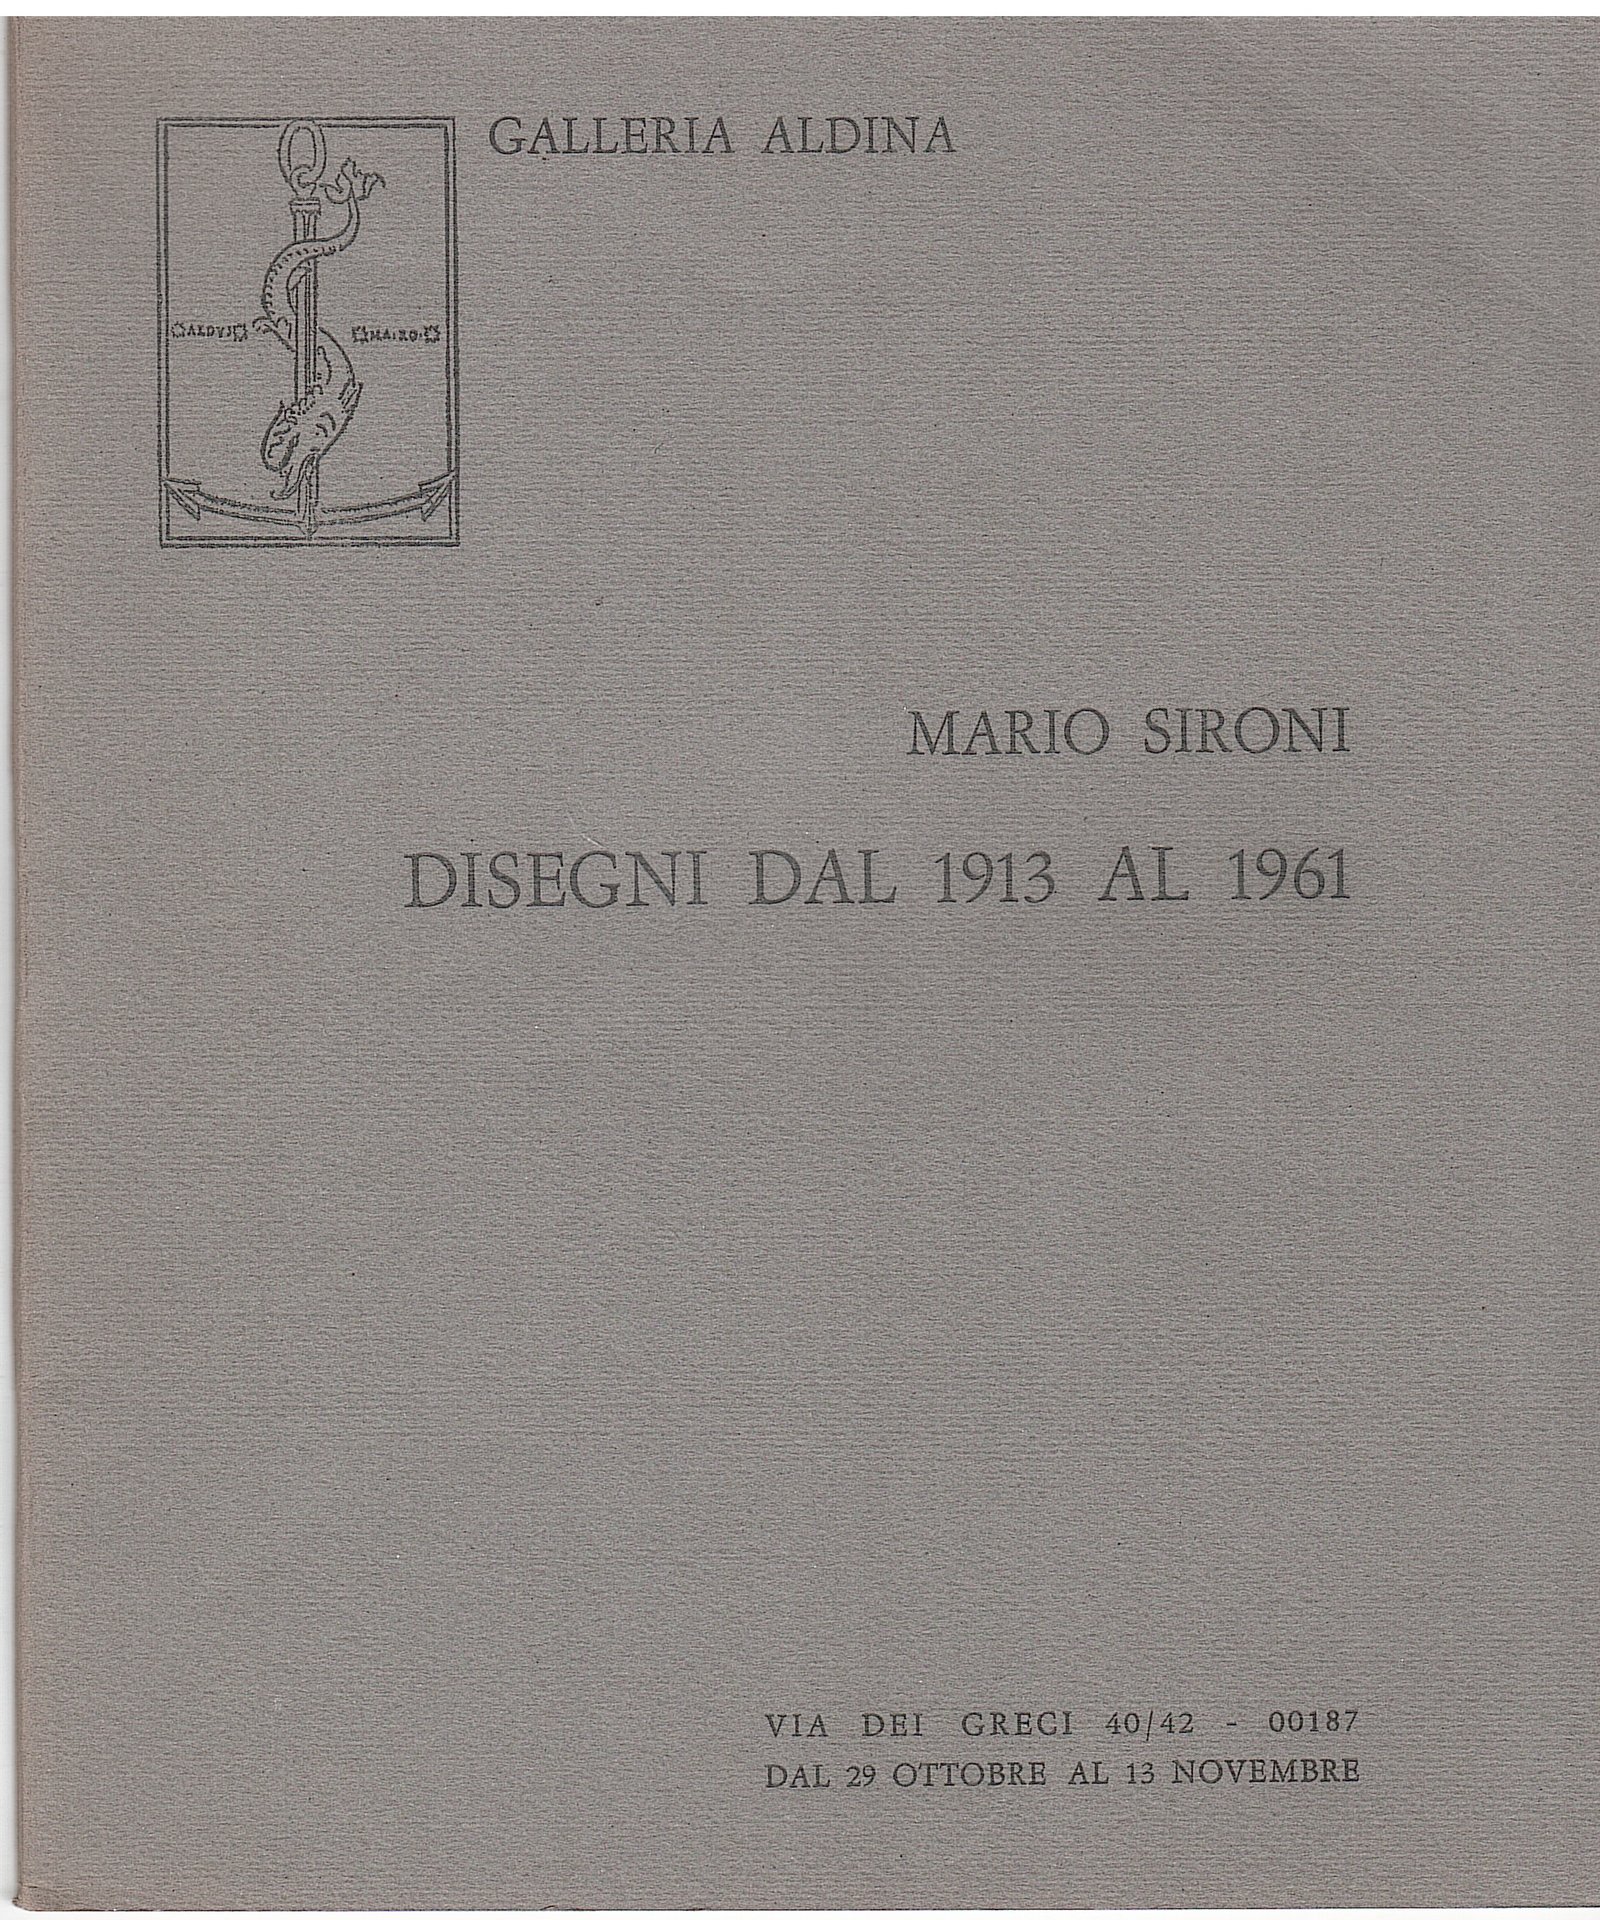 GALLERIA ALDINA
ALDVS
MARIO SIRONI
DISEGNI DAL 1913 AL 1961
VIA DEI GRECI 40/42 - 00187
DAL 29 OTTOBRE AL 13 NOVEMBRE